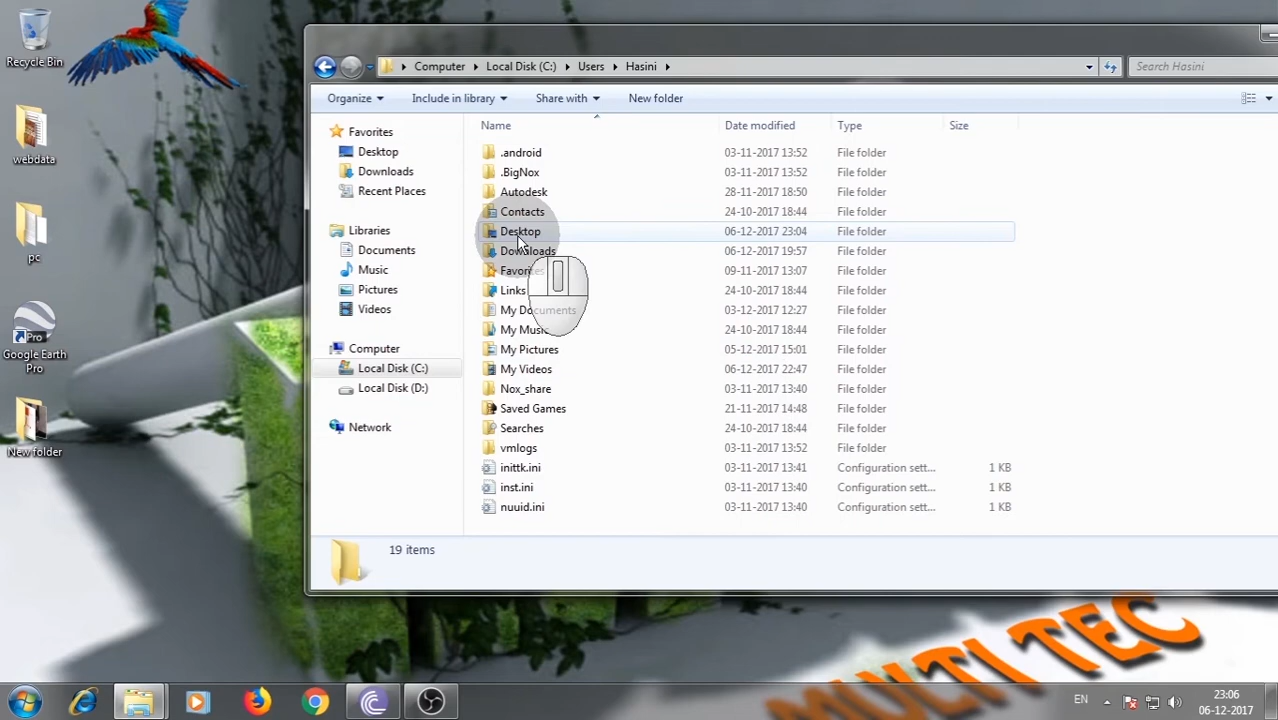 Recycle Bin
webdata
pc
Pro
Google Earth
Pro
New folder
Computer Local Disk (C:) Users Hasini
Search Hasini
Organize Include in library Share with New folder
Favorites
Desktop
Downloads
Recent Places
Libraries
Documents
Music
Pictures
Videos
Computer
Local Disk (C:)
Local Disk (D:)
Network
Name Date modified Type Size
.android 03-11-2017 13:52 File folder
.BigNox 03-11-2017 13:52 File folder
Autodesk 28-11-2017 18:50 File folder
Contacts 24-10-2017 18:44 File folder
Desktop 06-12-2017 23:04 File folder
Downloads 06-12-2017 19:57 File folder
Favorites 09-11-2017 13:07 File folder
Links 24-10-2017 18:44 File folder
My Documents 03-12-2017 12:27 File folder
My Music 24-10-2017 18:44 File folder
My Pictures 05-12-2017 15:01 File folder
My Videos 06-12-2017 22:47 File folder
Nox_share 03-11-2017 13:40 File folder
Saved Games 21-11-2017 14:48 File folder
Searches 24-10-2017 18:44 File folder
vmlogs 03-11-2017 13:52 File folder
inittk.ini 03-11-2017 13:41 Configuration sett... 1 KB
inst.ini 03-11-2017 13:40 Configuration sett... 1 KB
nuuid.ini 03-11-2017 13:40 Configuration sett... 1 KB
19 items
MULTI TEC
EN
23:06
06-12-2017